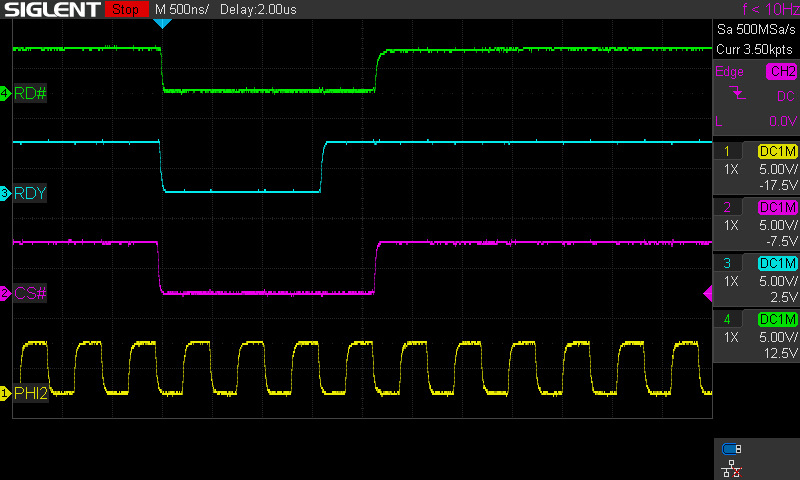 SIGLENT Stop M 500ns/ Delay:2.00us f < 10Hz
Sa 500MSa/s
Curr 3.50kpts
Edge CH2
DC
L 0.0V
4 RD#
3 RDY
2 CS#
1 PHI2
1 DC1M
1X 5.00V/
-17.5V
2 DC1M
1X 5.00V/
-7.5V
3 DC1M
1X 5.00V/
2.5V
4 DC1M
1X 5.00V/
12.5V